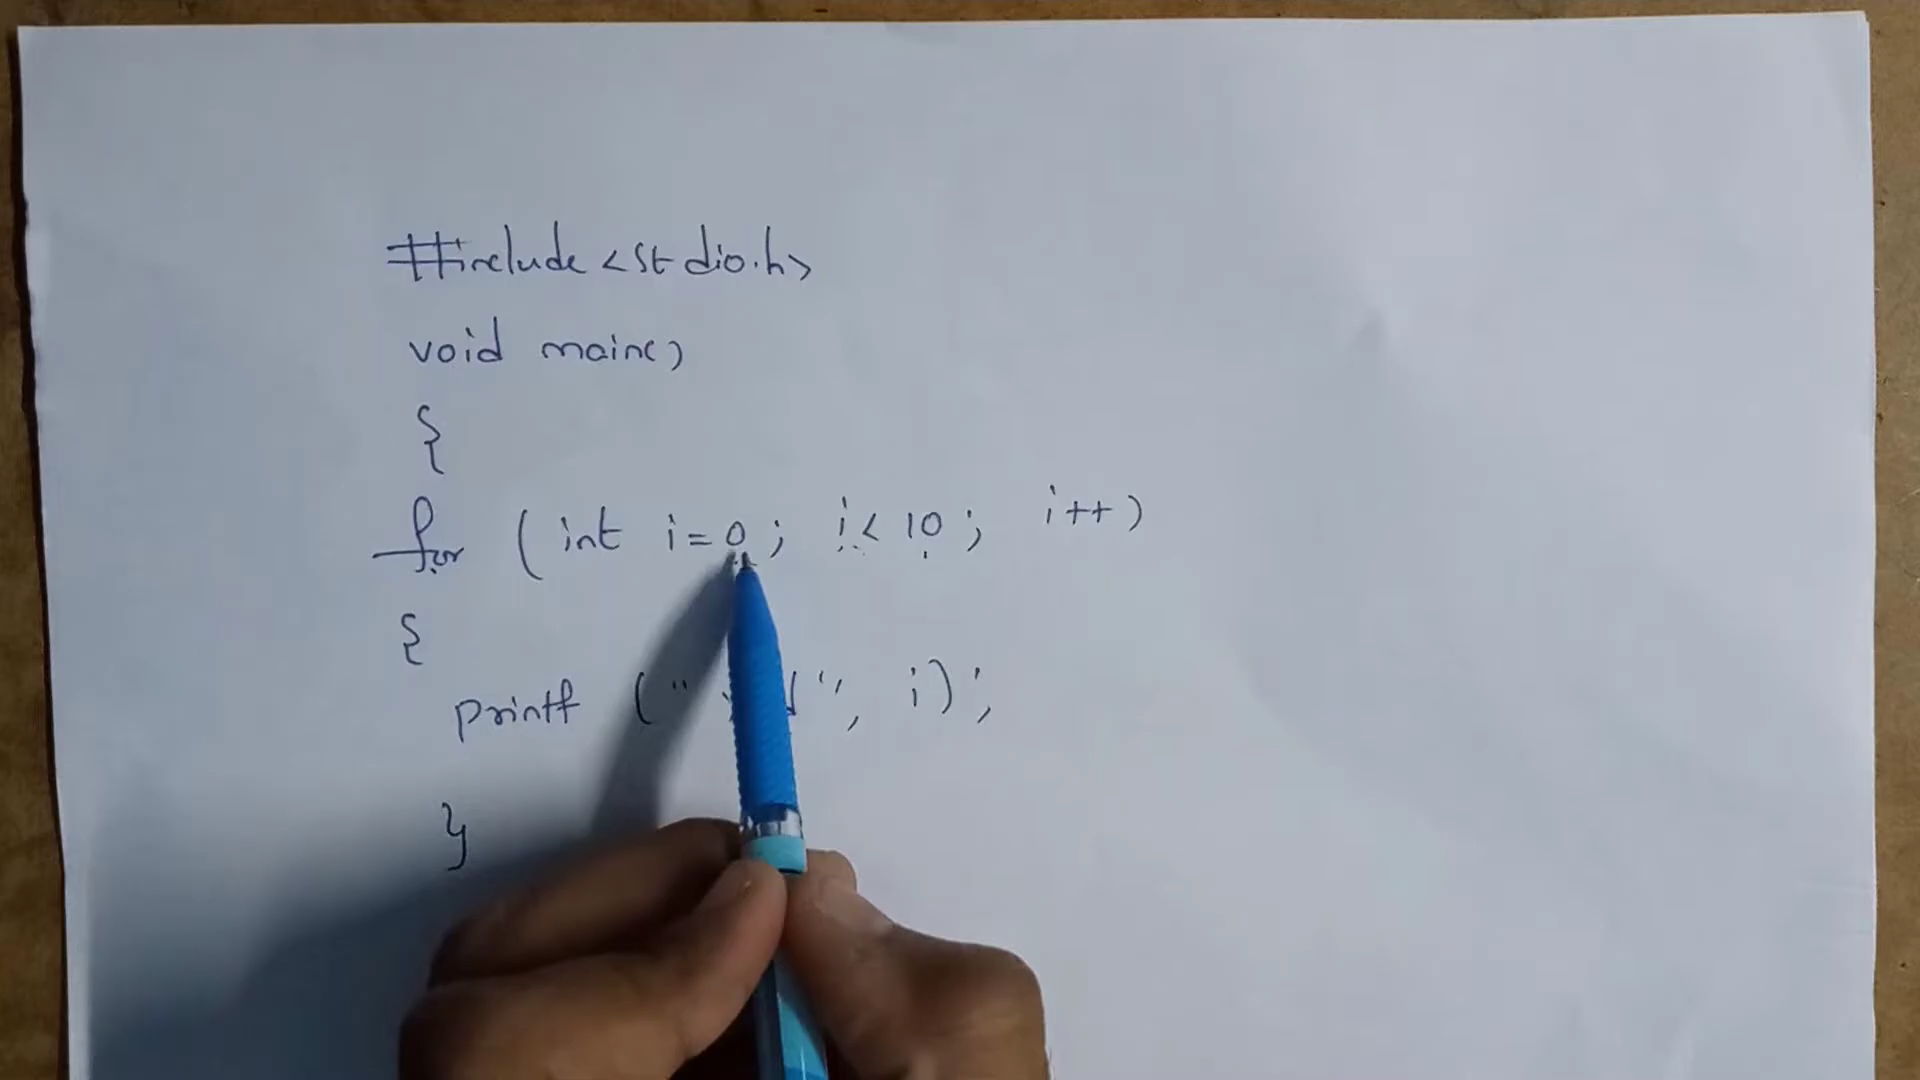 #include <stdio.h>
void main()
{
for (int i=0; i< 10; i++)
{
printf (" d", i);
}